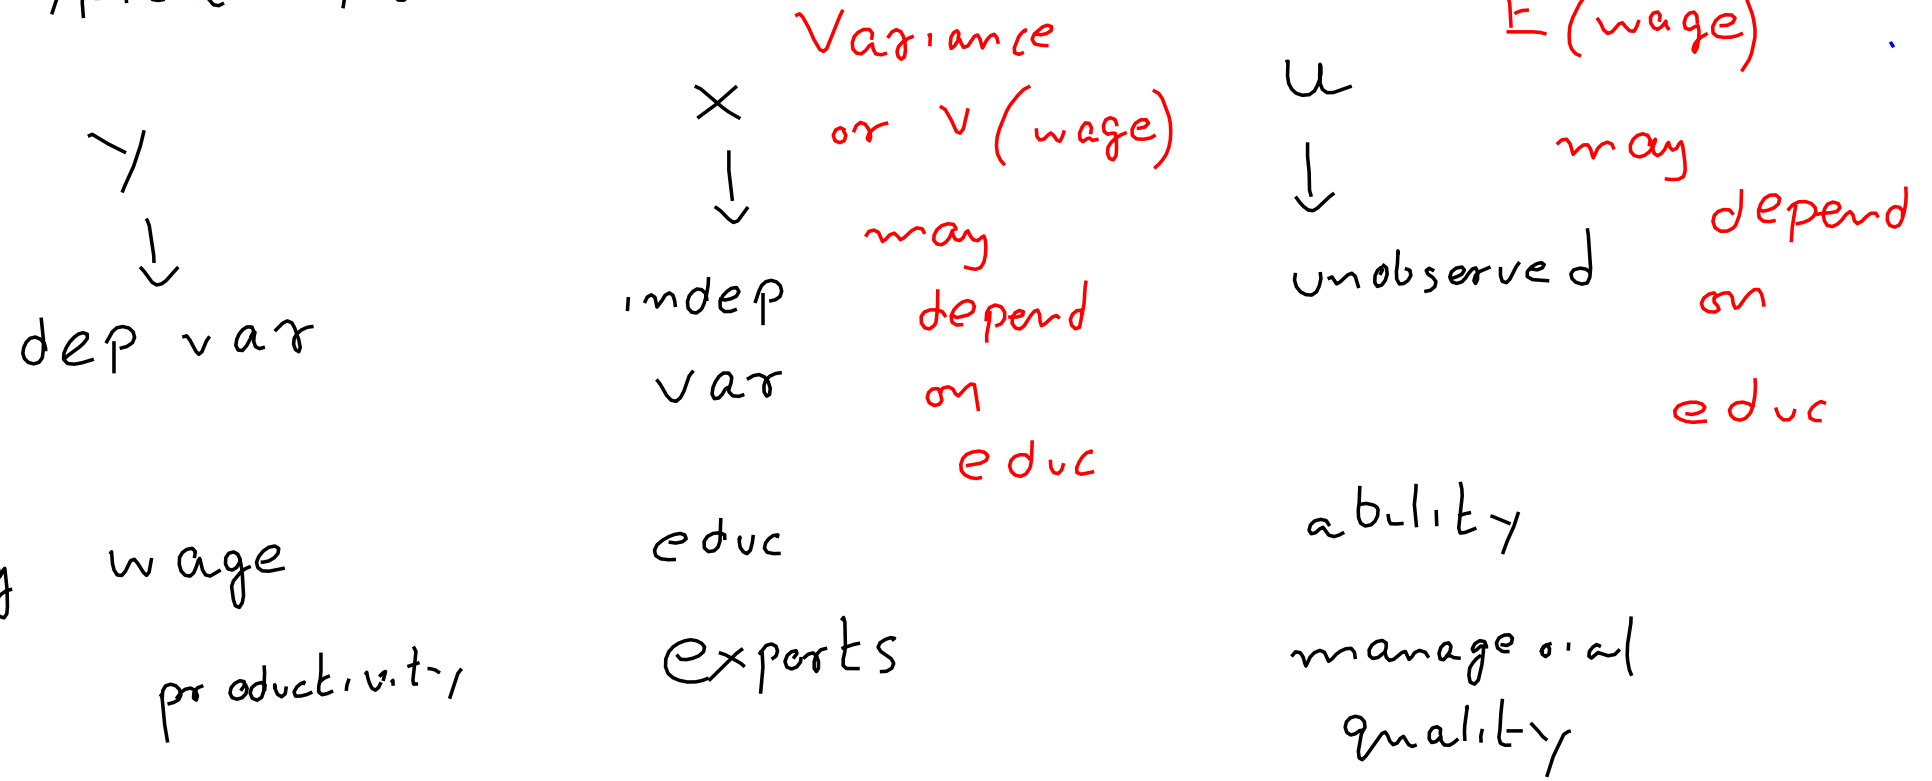 Variance
E (wage)
y
x
or V (wage)
u
may
depend
on
educ
may
depend
on
educ
dep var
indep
var
unobserved
wage
educ
ability
productivity
exports
managerial
quality